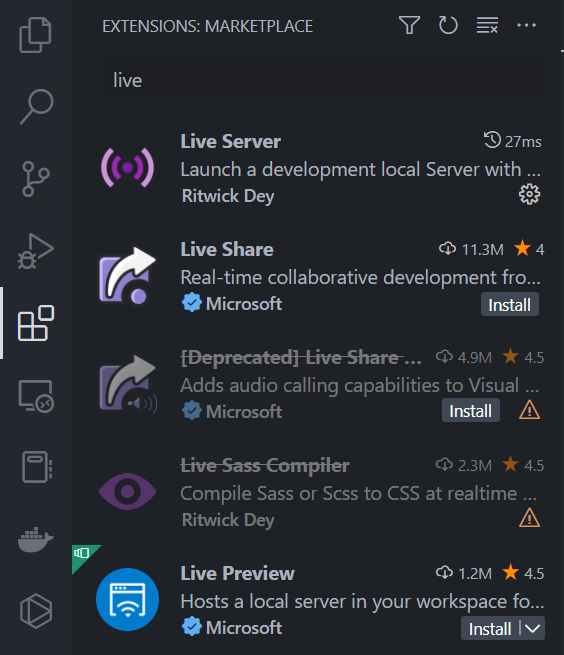 EXTENSIONS: MARKETPLACE
live
Live Server 27ms
Launch a development local Server with ...
Ritwick Dey
Live Share 11.3M 4
Real-time collaborative development fro...
Microsoft Install
[Deprecated] Live Share ... 4.9M 4.5
Adds audio calling capabilities to Visual ...
Microsoft Install
Live Sass Compiler 2.3M 4.5
Compile Sass or Scss to CSS at realtime ...
Ritwick Dey
Live Preview 1.2M 4.5
Hosts a local server in your workspace fo...
Microsoft Install